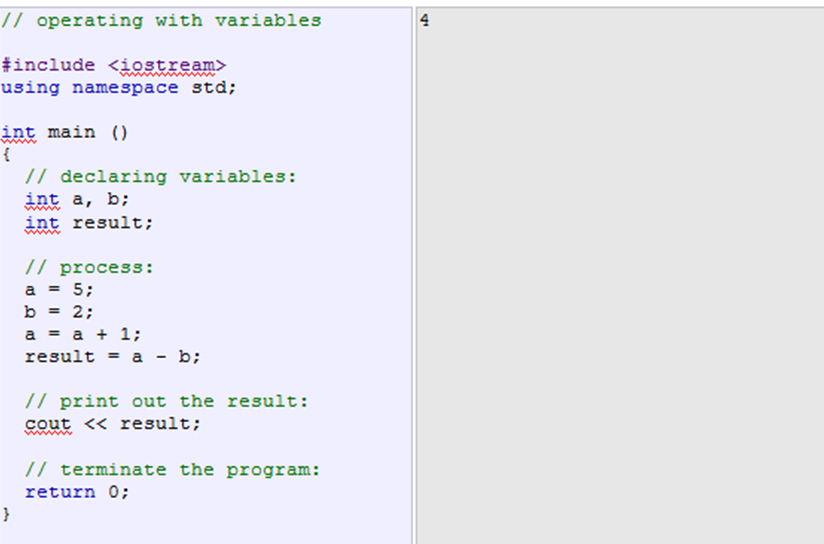 // operating with variables
#include <iostream>
using namespace std;
int main ()
{
// declaring variables:
int a, b;
int result;
// process:
a = 5;
b = 2;
a = a + 1;
result = a - b;
// print out the result:
cout << result;
// terminate the program:
return 0;
}
4